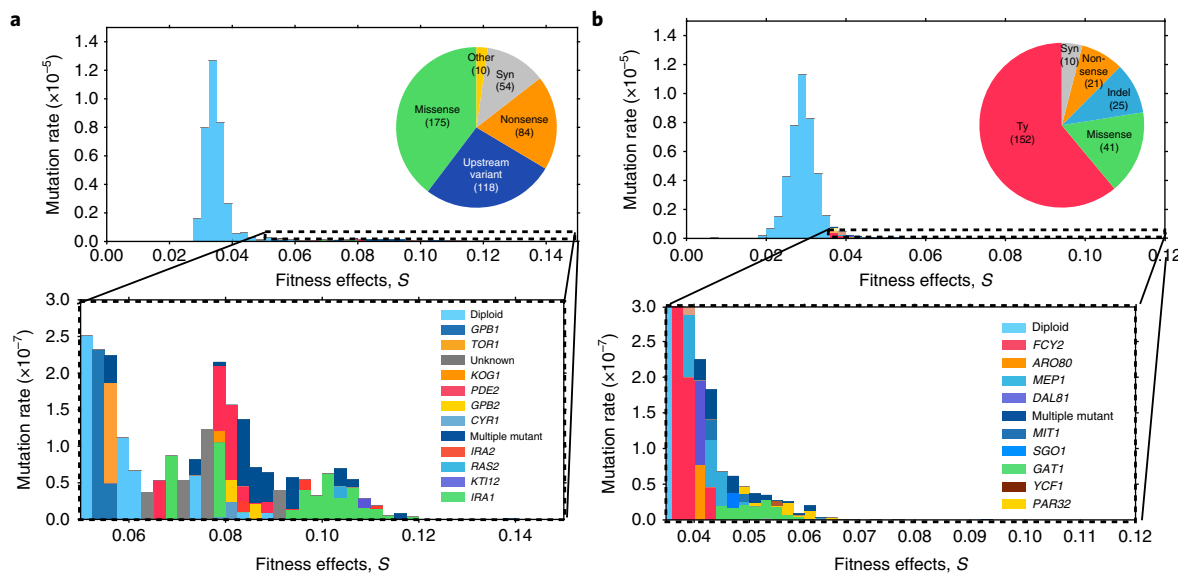 a
Mutation rate (×10⁻⁵)
1.4
1.2
1.0
0.8
0.6
0.4
0.2
0.0
0.00
0.02
0.04
0.06
0.08
0.10
0.12
0.14
Fitness effects, S
Other
(10)
Syn
(54)
Missense
(175)
Nonsense
(84)
Upstream
variant
(118)
Mutation rate (×10⁻⁷)
3.0
2.5
2.0
1.5
1.0
0.5
0.0
0.06
0.08
0.10
0.12
0.14
Fitness effects, S
Diploid
GPB1
TOR1
Unknown
KOG1
PDE2
GPB2
CYR1
Multiple mutant
IRA2
RAS2
KTI12
IRA1
b
Mutation rate (×10⁻⁵)
1.4
1.2
1.0
0.8
0.6
0.4
0.2
0.0
0.00
0.02
0.04
0.06
0.08
0.10
0.12
Fitness effects, S
Syn
(10)
Non-
sense
(21)
Indel
(25)
Ty
(152)
Missense
(41)
Mutation rate (×10⁻⁷)
3.0
2.5
2.0
1.5
1.0
0.5
0.0
0.04
0.05
0.06
0.07
0.08
0.09
0.10
0.11
0.12
Fitness effects, S
Diploid
FCY2
ARO80
MEP1
DAL81
Multiple mutant
MIT1
SGO1
GAT1
YCF1
PAR32